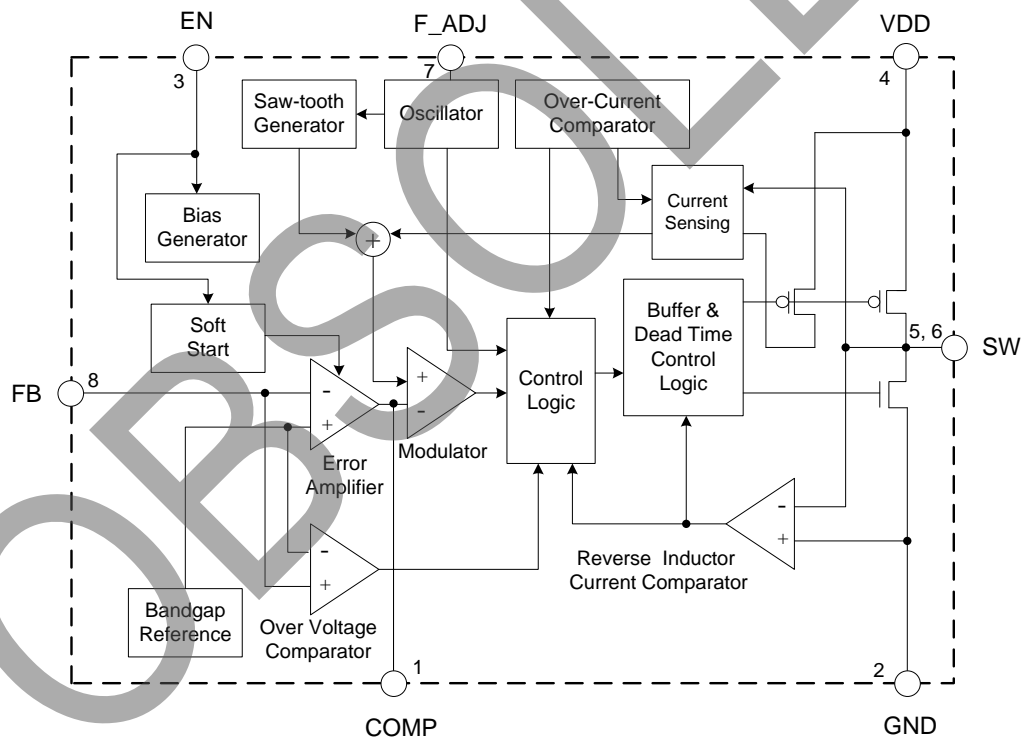 EN
F_ADJ
VDD
3
7
4
Saw-tooth
Generator
Oscillator
Over-Current
Comparator
Bias
Generator
+
Current
Sensing
Soft
Start
Buffer &
Dead Time
Control
Logic
5, 6
SW
FB
8
-
+
+
-
Control
Logic
Error
Amplifier
Modulator
-
+
-
+
Reverse Inductor
Current Comparator
Bandgap
Reference
Over Voltage
Comparator
1
2
COMP
GND
OBSOLE